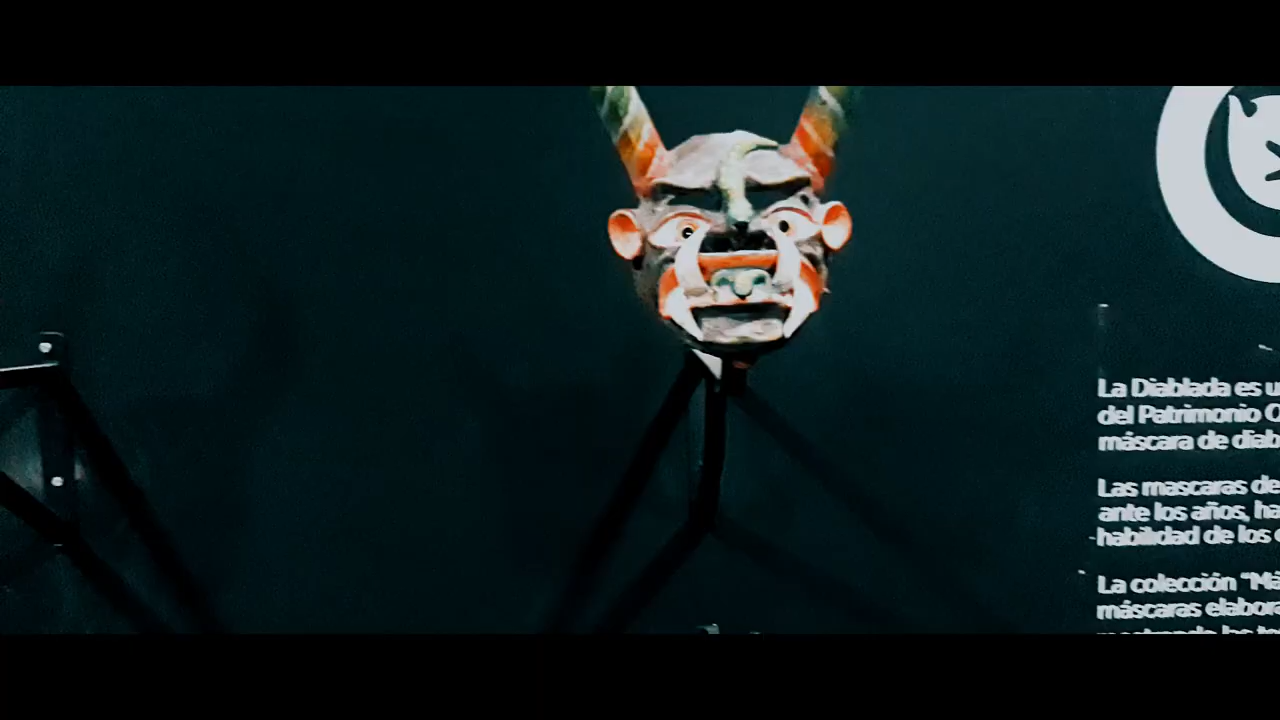 La Diablada es u
del Patrimonio O
máscara de diab
Las mascaras de
ante los años, ha
habilidad de los
La colección "Má
máscaras elabora